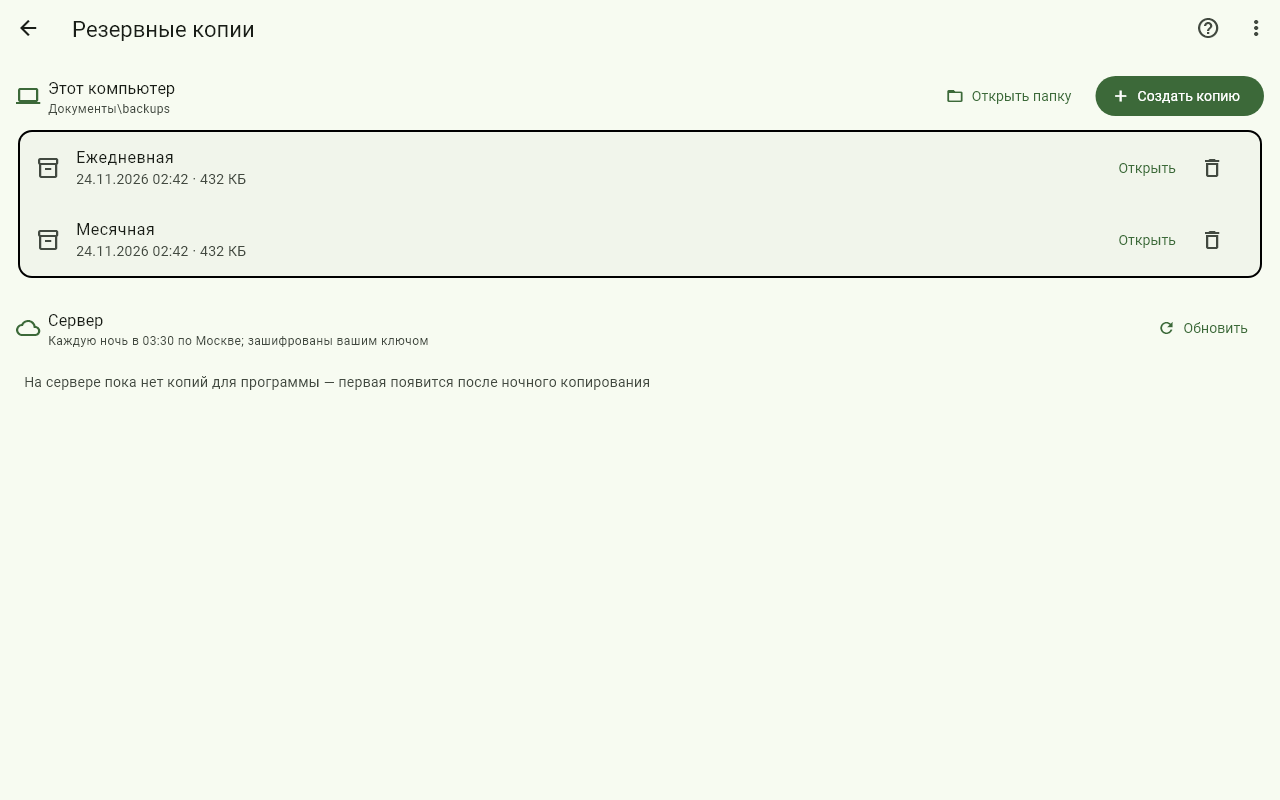 Резервные копии
Этот компьютер
Документы\backups
Открыть папку
Создать копию
Ежедневная
24.11.2026 02:42 · 432 КБ
Открыть
Месячная
24.11.2026 02:42 · 432 КБ
Открыть
Сервер
Каждую ночь в 03:30 по Москве; зашифрованы вашим ключом
Обновить
На сервере пока нет копий для программы — первая появится после ночного копирования